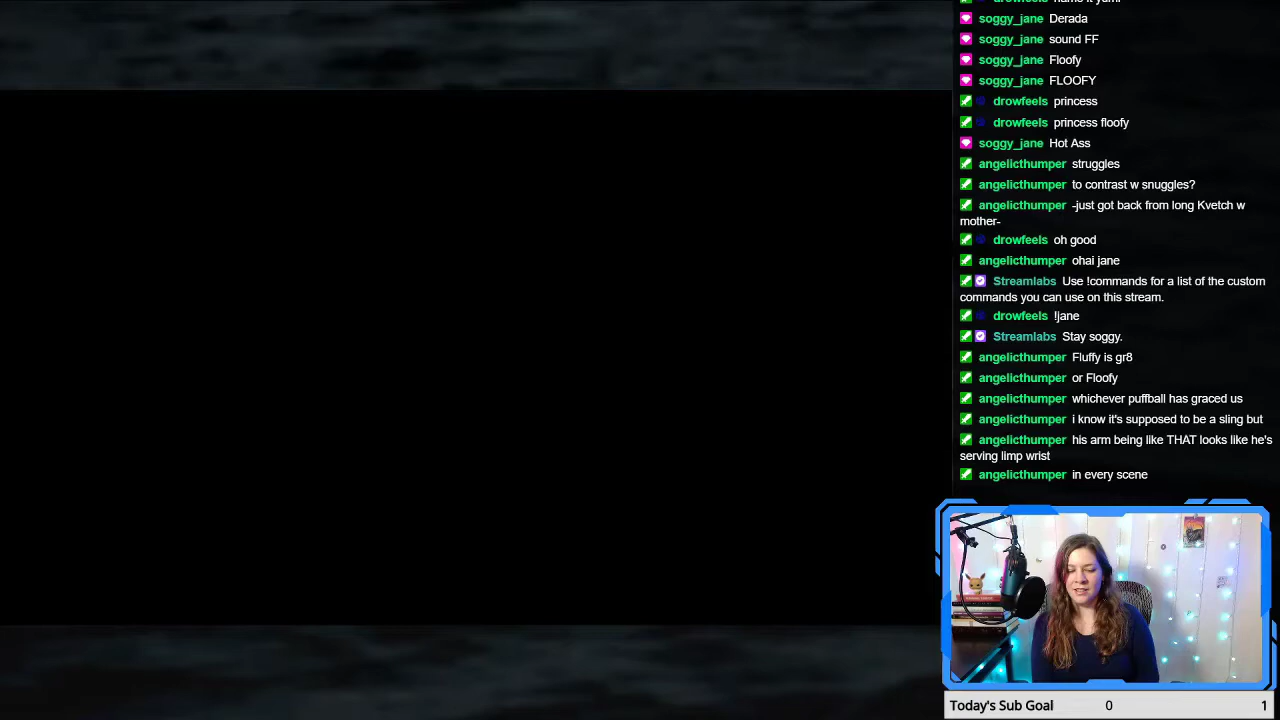 soggy_jane Derada
soggy_jane sound FF
soggy_jane Floofy
soggy_jane FLOOFY
drowfeels princess
drowfeels princess floofy
soggy_jane Hot Ass
angelicthumper struggles
angelicthumper to contrast w snuggles?
angelicthumper -just got back from long Kvetch w
mother-
drowfeels oh good
angelicthumper ohai jane
Streamlabs Use !commands for a list of the custom
commands you can use on this stream.
drowfeels !jane
Streamlabs Stay soggy.
angelicthumper Fluffy is gr8
angelicthumper or Floofy
angelicthumper whichever puffball has graced us
angelicthumper i know it's supposed to be a sling but
angelicthumper his arm being like THAT looks like he's
serving limp wrist
angelicthumper in every scene
Today's Sub Goal 0 1